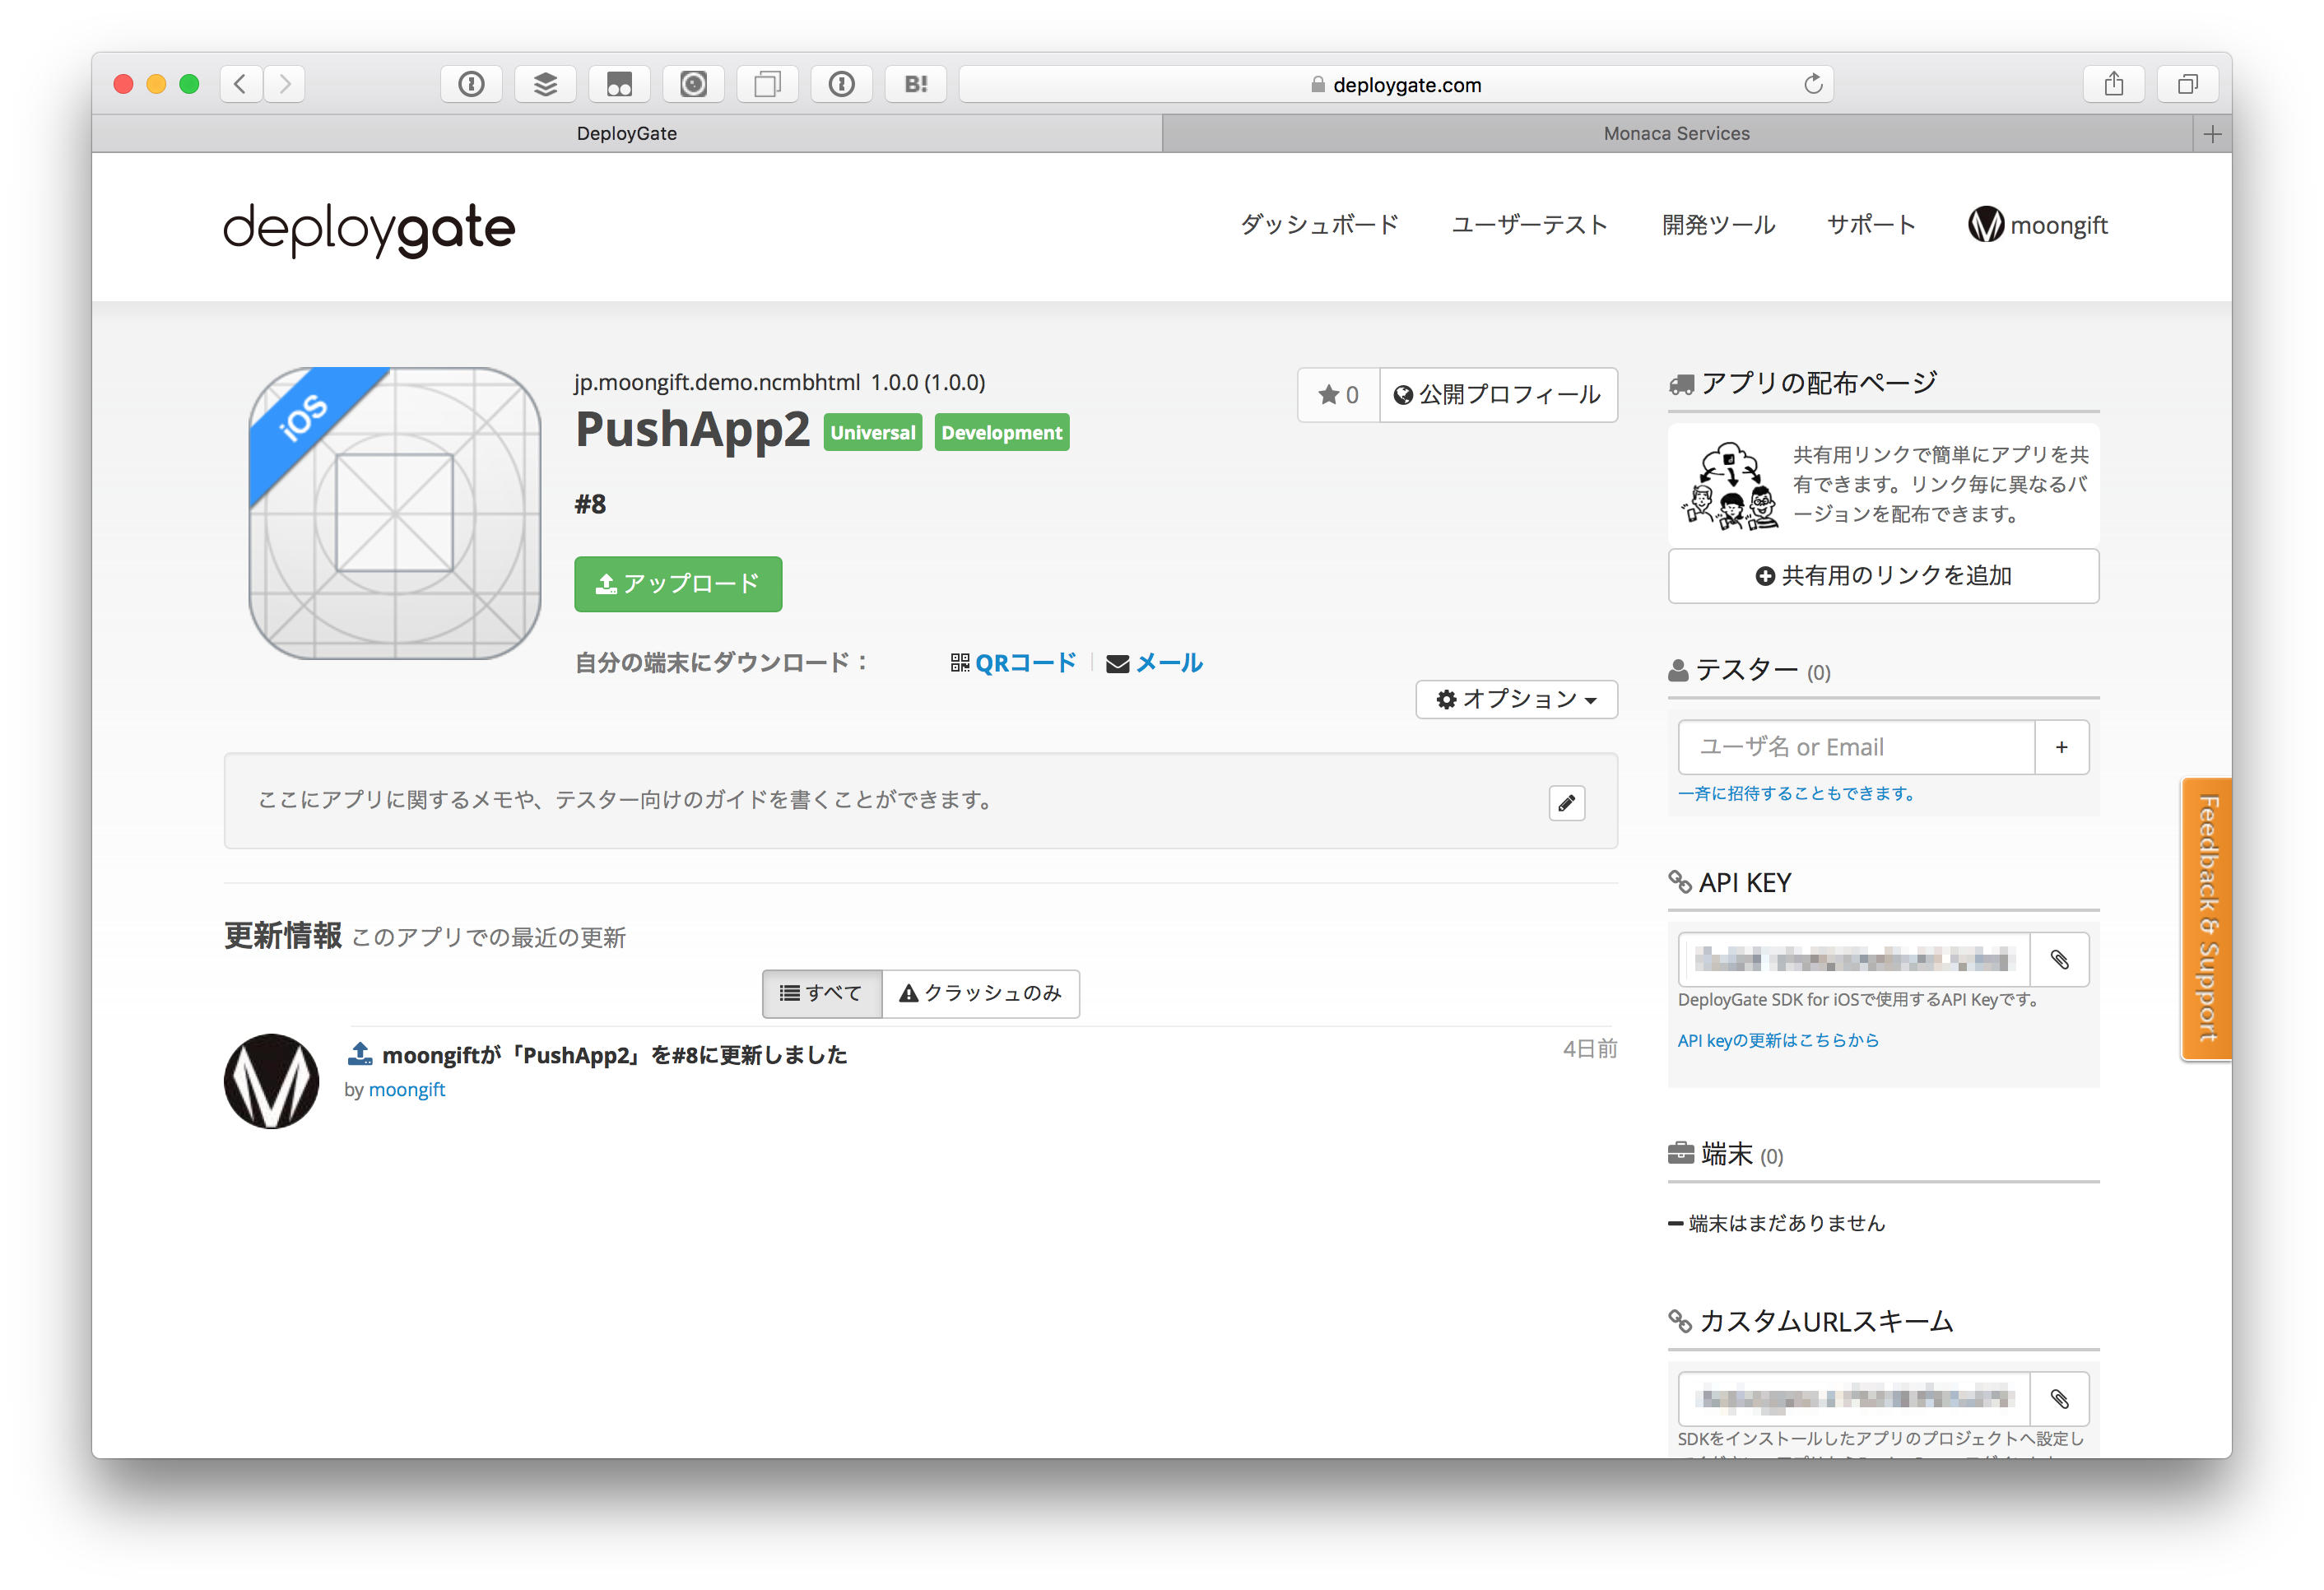 B!
deploygate.com
DeployGate
Monaca Services
deploygate
ダッシュボード
ユーザーテスト
開発ツール
サポート
moongift
iOS
jp.moongift.demo.ncmbhtml 1.0.0 (1.0.0)
PushApp2 Universal Development
#8
アップロード
自分の端末にダウンロード：
QRコード
メール
0
公開プロフィール
オプション
ここにアプリに関するメモや、テスター向けのガイドを書くことができます。
更新情報 このアプリでの最近の更新
すべて
クラッシュのみ
moongiftが「PushApp2」を#8に更新しました
4日前
by moongift
アプリの配布ページ
共有用リンクで簡単にアプリを共
有できます。リンク毎に異なるバ
ージョンを配布できます。
共有用のリンクを追加
テスター (0)
ユーザ名 or Email
+
一斉に招待することもできます。
API KEY
DeployGate SDK for iOSで使用するAPI Keyです。
API keyの更新はこちらから
端末 (0)
端末はまだありません
カスタムURLスキーム
SDKをインストールしたアプリのプロジェクトへ設定し
Feedback & Support